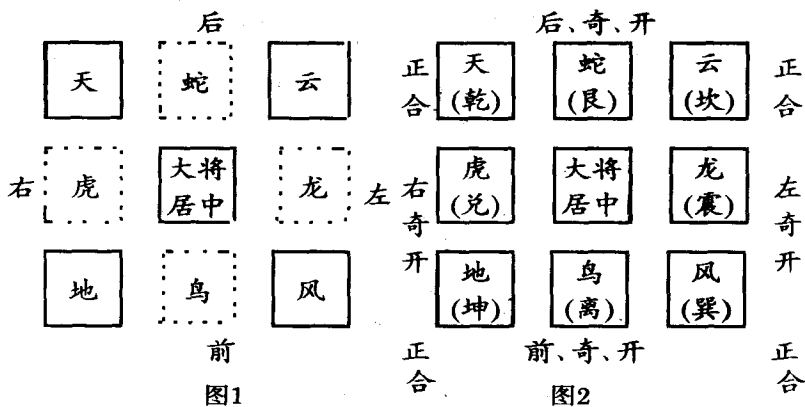 后
天 蛇 云
右 虎 大将居中 龙 左
地 鸟 风
前
图1
后、奇、开
正合 天(乾) 蛇(艮) 云(坎) 正合
右奇开 虎(兑) 大将居中 龙(震) 左奇开
地(坤) 鸟(离) 风(巽)
正合 前、奇、开 正合
图2